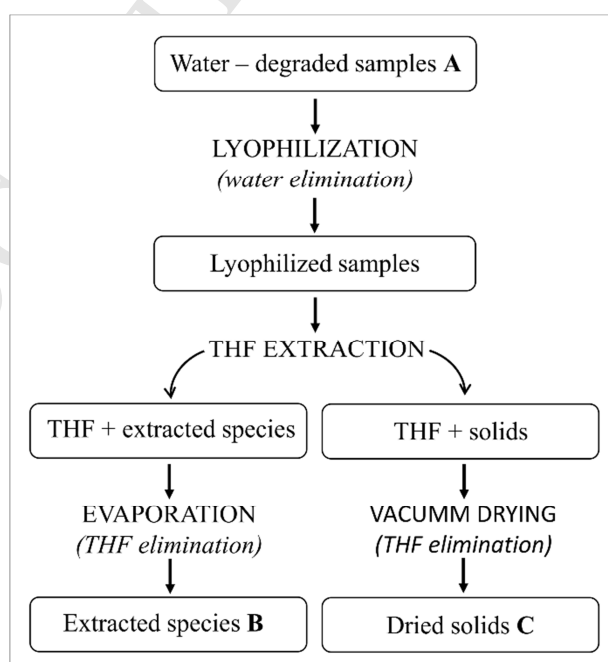 Water – degraded samples A
LYOPHILIZATION
(water elimination)
Lyophilized samples
THF EXTRACTION
THF + extracted species
THF + solids
EVAPORATION
(THF elimination)
VACUMM DRYING
(THF elimination)
Extracted species B
Dried solids C